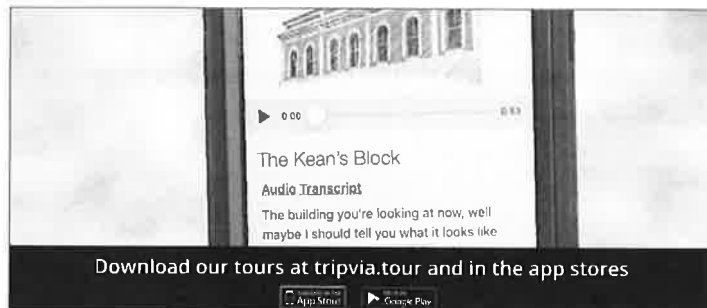 0:00
The Kean's Block
Audio Transcript
The building you're looking at now, well
maybe I should tell you what it looks like
Download our tours at tripvia.tour and in the app stores
App Store
Google Play